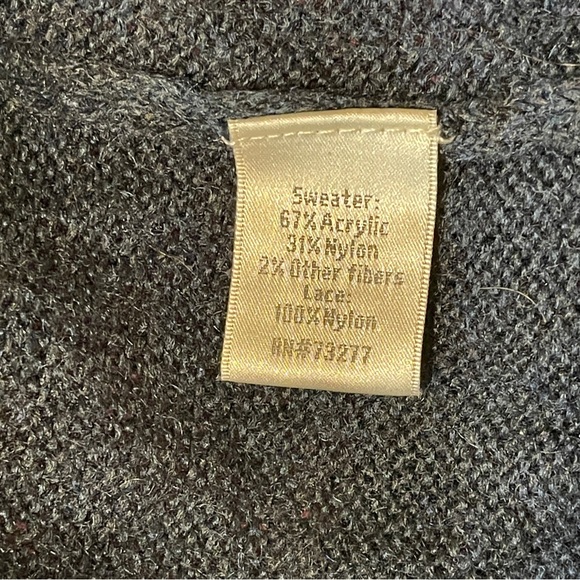 Sweater:
67% Acrylic
31% Nylon
2% Other fibers
Lace:
100% Nylon
RN#73277